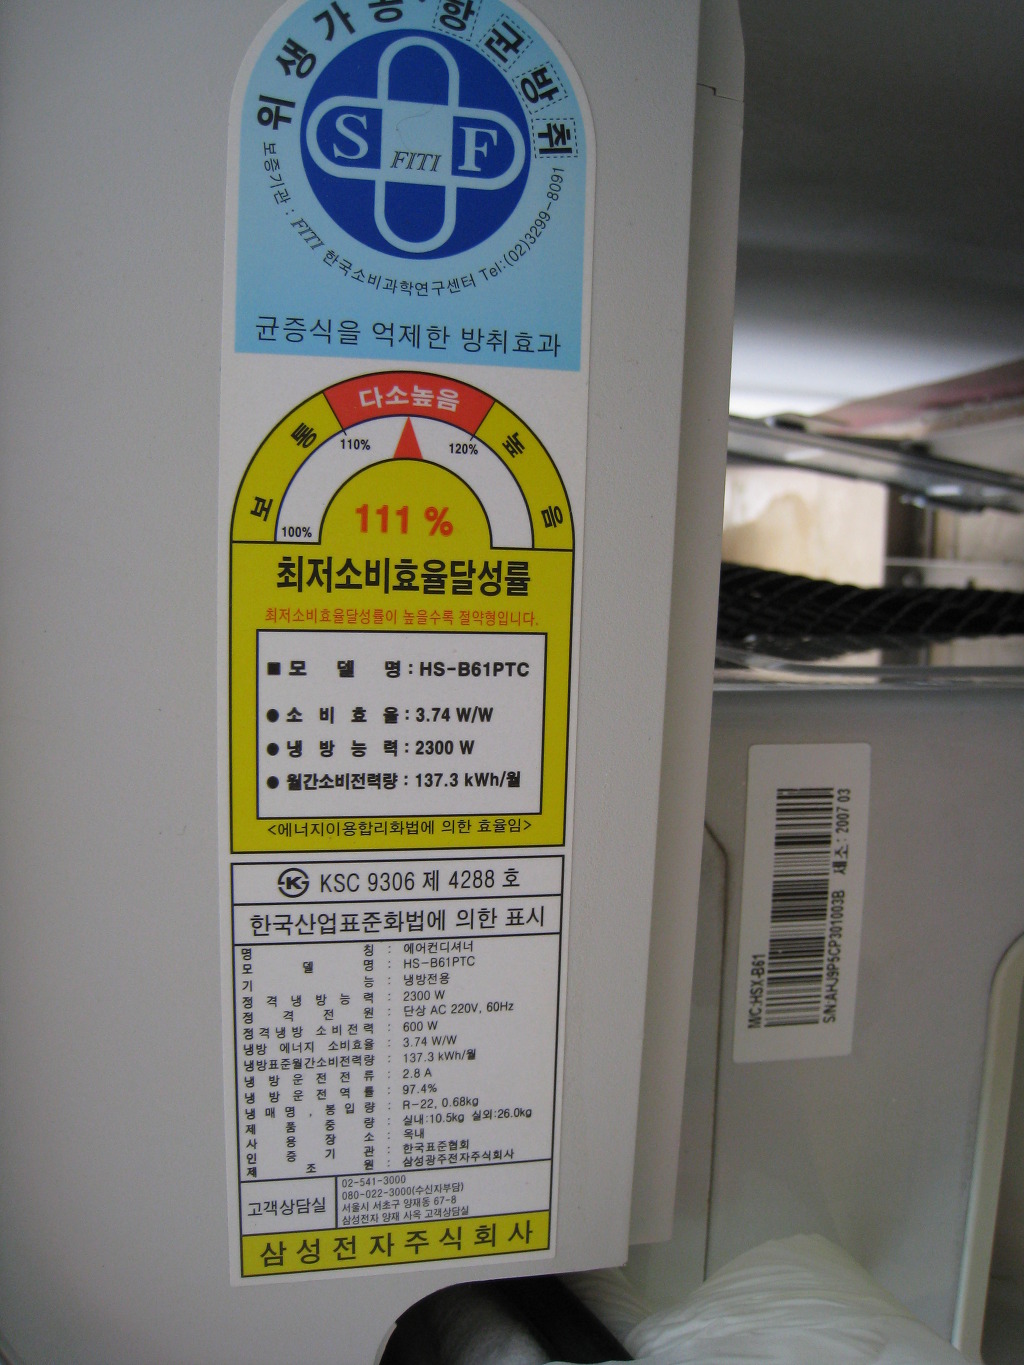 위생가공·항균방취
S FITI F
보증기관 : FITI 한국소비과학연구센터 Tel:(02)3299-8091
균증식을 억제한 방취효과
보통 다소높음 높음
100% 110% 120%
111 %
최저소비효율달성률
최저소비효율달성률이 높을수록 절약형입니다.
■ 모 델 명 : HS-B61PTC
● 소 비 효 율 : 3.74 W/W
● 냉 방 능 력 : 2300 W
● 월간소비전력량 : 137.3 kWh/월
<에너지이용합리화법에 의한 효율임>
KSC 9306 제 4288 호
한국산업표준화법에 의한 표시
명 칭 : 에어컨디셔너
모 델 명 : HS-B61PTC
기 능 : 냉방전용
정 격 냉 방 능 력 : 2300 W
정 격 전 원 : 단상 AC 220V, 60Hz
정격냉방 소비전력 : 600 W
냉방 에너지 소비효율 : 3.74 W/W
냉방표준월간소비전력량 : 137.3 kWh/월
냉 방 운 전 전 류 : 2.8 A
냉 방 운 전 역 률 : 97.4%
냉 매 명 , 봉 입 량 : R-22, 0.68kg
제 품 중 량 : 실내:10.5kg 실외:26.0kg
사 용 장 소 : 옥내
인 증 기 관 : 한국표준협회
제 조 원 : 삼성광주전자주식회사
고객상담실
02-541-3000
080-022-3000(수신자부담)
서울시 서초구 양재동 67-8
삼성전자 양재 사옥 고객상담실
삼성전자주식회사
M/C:HSX-B61
S/N:AHJ9P5CP301003B 제조 : 2007 03